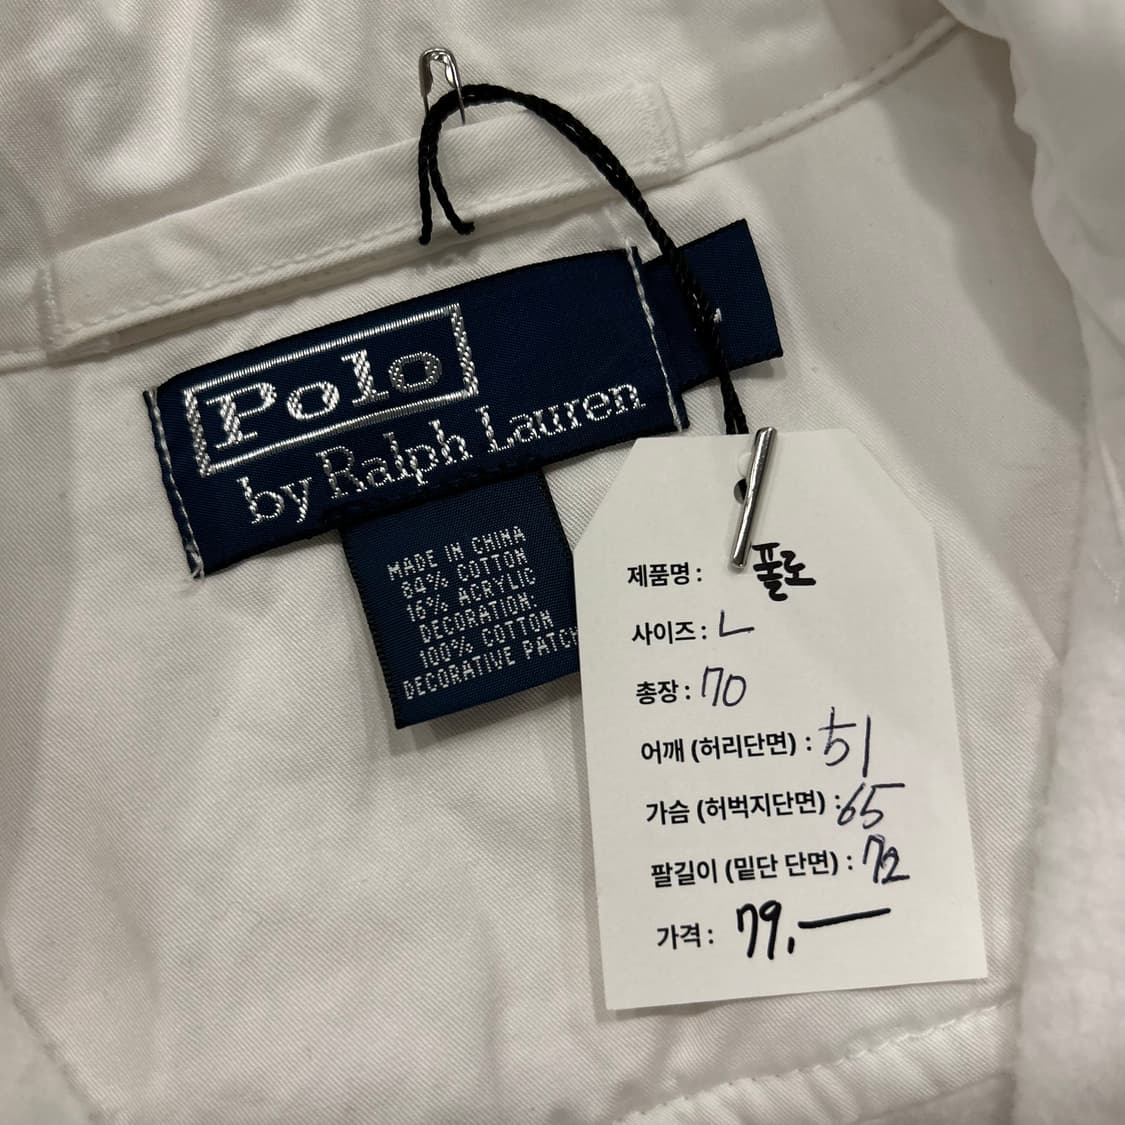 Polo
by Ralph Lauren
MADE IN CHINA
84% COTTON
16% ACRYLIC
DECORATION:
100% COTTON
DECORATIVE PATCH
제품명 : 폴로
사이즈 : L
총장 : 70
어깨 (허리단면) : 51
가슴 (허벅지단면) : 65
팔길이 (밑단 단면) : 72
가격 : 79,—